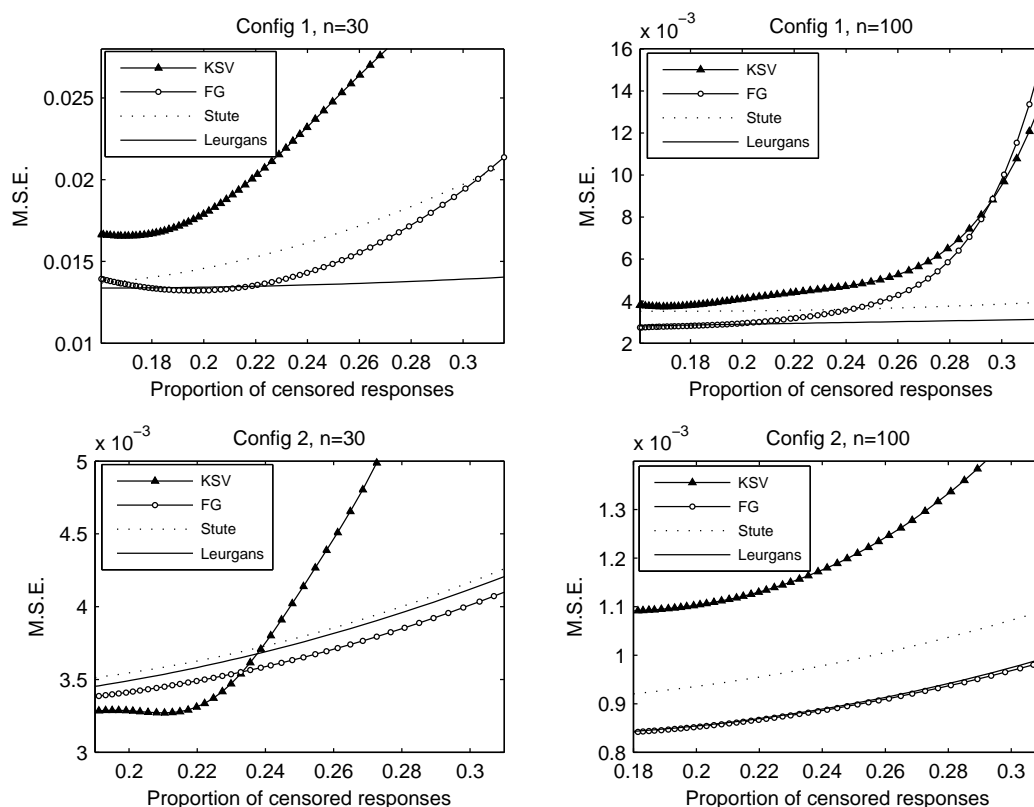 Config 1, n=30
KSV
FG
Stute
Leurgans
M.S.E.
0.025
0.02
0.015
0.01
0.18 0.2 0.22 0.24 0.26 0.28 0.3
Proportion of censored responses
x 10⁻³
Config 1, n=100
KSV
FG
Stute
Leurgans
M.S.E.
16
14
12
10
8
6
4
2
0.18 0.2 0.22 0.24 0.26 0.28 0.3
Proportion of censored responses
x 10⁻³
Config 2, n=30
KSV
FG
Stute
Leurgans
M.S.E.
5
4.5
4
3.5
3
0.2 0.22 0.24 0.26 0.28 0.3
Proportion of censored responses
x 10⁻³
Config 2, n=100
KSV
FG
Stute
Leurgans
M.S.E.
1.3
1.2
1.1
1
0.9
0.8
0.18 0.2 0.22 0.24 0.26 0.28 0.3
Proportion of censored responses